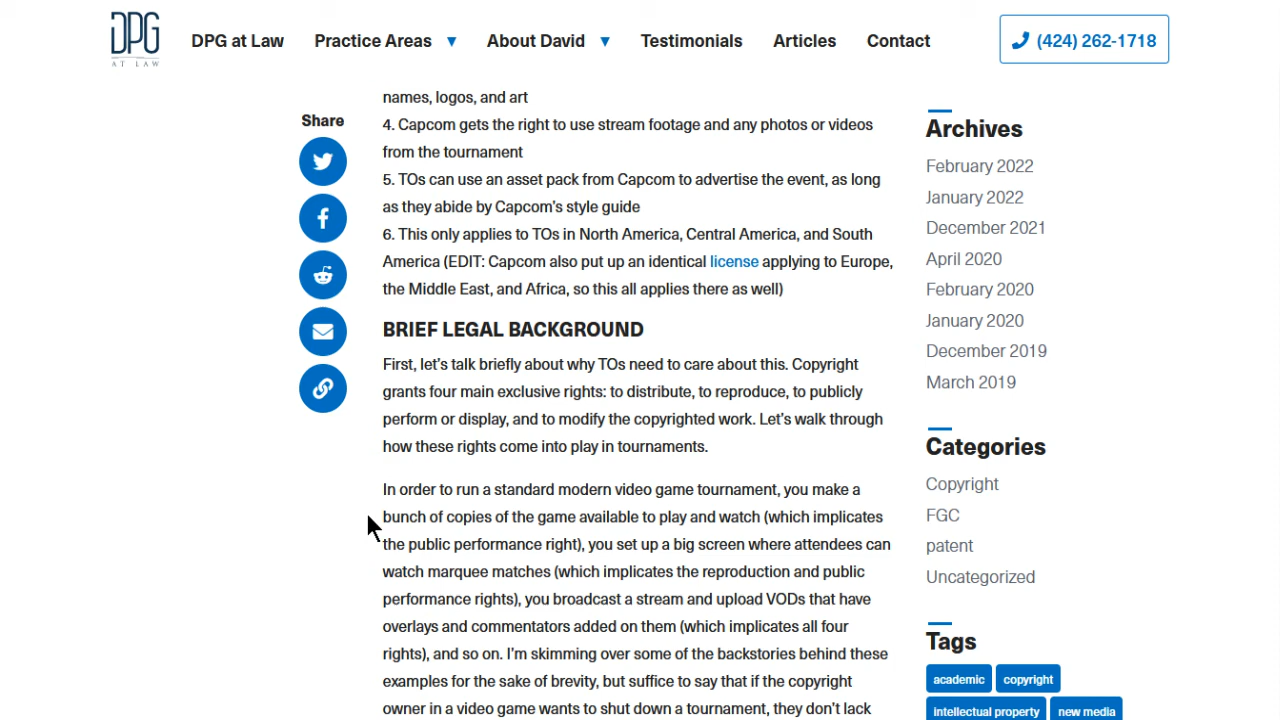 DPG
AT LAW
DPG at Law
Practice Areas
About David
Testimonials
Articles
Contact
(424) 262-1718
Share
names, logos, and art
4. Capcom gets the right to use stream footage and any photos or videos
from the tournament
5. TOs can use an asset pack from Capcom to advertise the event, as long
as they abide by Capcom's style guide
6. This only applies to TOs in North America, Central America, and South
America (EDIT: Capcom also put up an identical license applying to Europe,
the Middle East, and Africa, so this all applies there as well)
BRIEF LEGAL BACKGROUND
First, let's talk briefly about why TOs need to care about this. Copyright
grants four main exclusive rights: to distribute, to reproduce, to publicly
perform or display, and to modify the copyrighted work. Let's walk through
how these rights come into play in tournaments.
In order to run a standard modern video game tournament, you make a
bunch of copies of the game available to play and watch (which implicates
the public performance right), you set up a big screen where attendees can
watch marquee matches (which implicates the reproduction and public
performance rights), you broadcast a stream and upload VODs that have
overlays and commentators added on them (which implicates all four
rights), and so on. I'm skimming over some of the backstories behind these
examples for the sake of brevity, but suffice to say that if the copyright
owner in a video game wants to shut down a tournament, they don't lack
Archives
February 2022
January 2022
December 2021
April 2020
February 2020
January 2020
December 2019
March 2019
Categories
Copyright
FGC
patent
Uncategorized
Tags
academic
copyright
intellectual property
new media